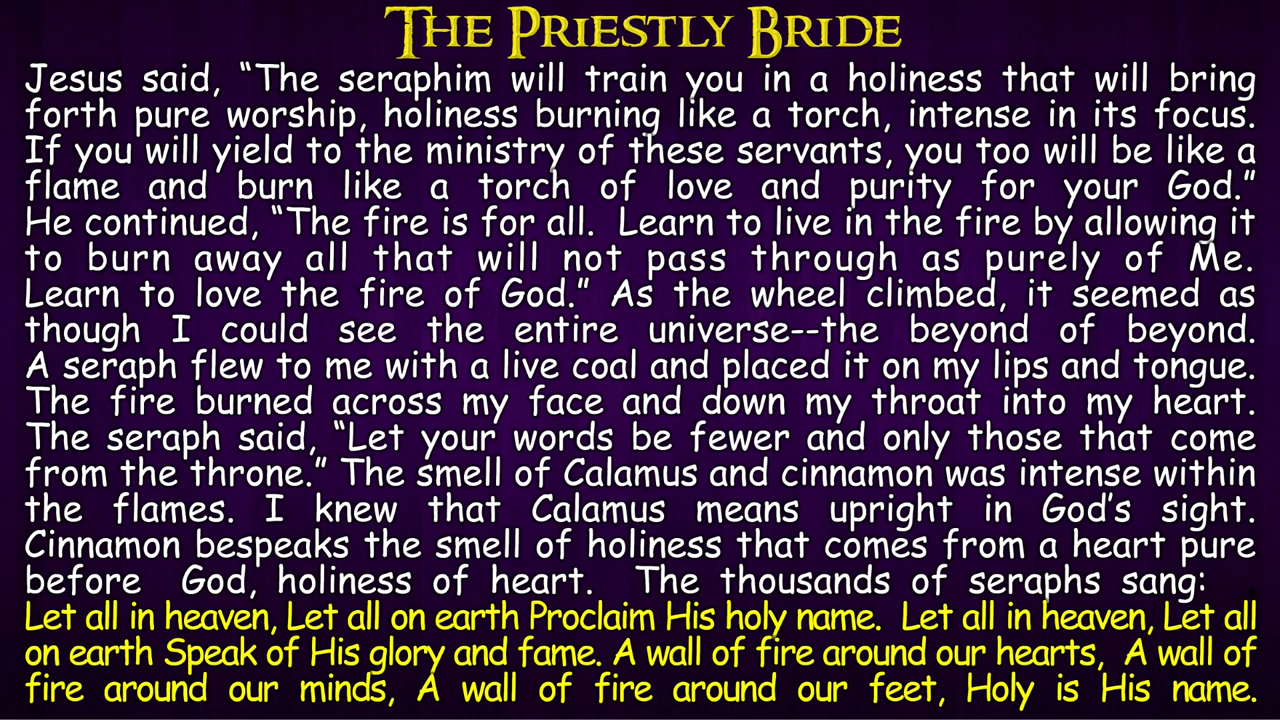 The Priestly Bride
Jesus said, “The seraphim will train you in a holiness that will bring
forth pure worship, holiness burning like a torch, intense in its focus.
If you will yield to the ministry of these servants, you too will be like a
flame and burn like a torch of love and purity for your God.”
He continued, “The fire is for all.  Learn to live in the fire by allowing it
to burn away all that will not pass through as purely of Me.
Learn to love the fire of God.” As the wheel climbed, it seemed as
though I could see the entire universe--the beyond of beyond.
A seraph flew to me with a live coal and placed it on my lips and tongue.
The fire burned across my face and down my throat into my heart.
The seraph said, “Let your words be fewer and only those that come
from the throne.” The smell of Calamus and cinnamon was intense within
the flames. I knew that Calamus means upright in God’s sight.
Cinnamon bespeaks the smell of holiness that comes from a heart pure
before  God, holiness of heart.  The thousands of seraphs sang:
Let all in heaven, Let all on earth Proclaim His holy name.  Let all in heaven, Let all
on earth Speak of His glory and fame. A wall of fire around our hearts,  A wall of
fire around our minds, A wall of fire around our feet, Holy is His name.